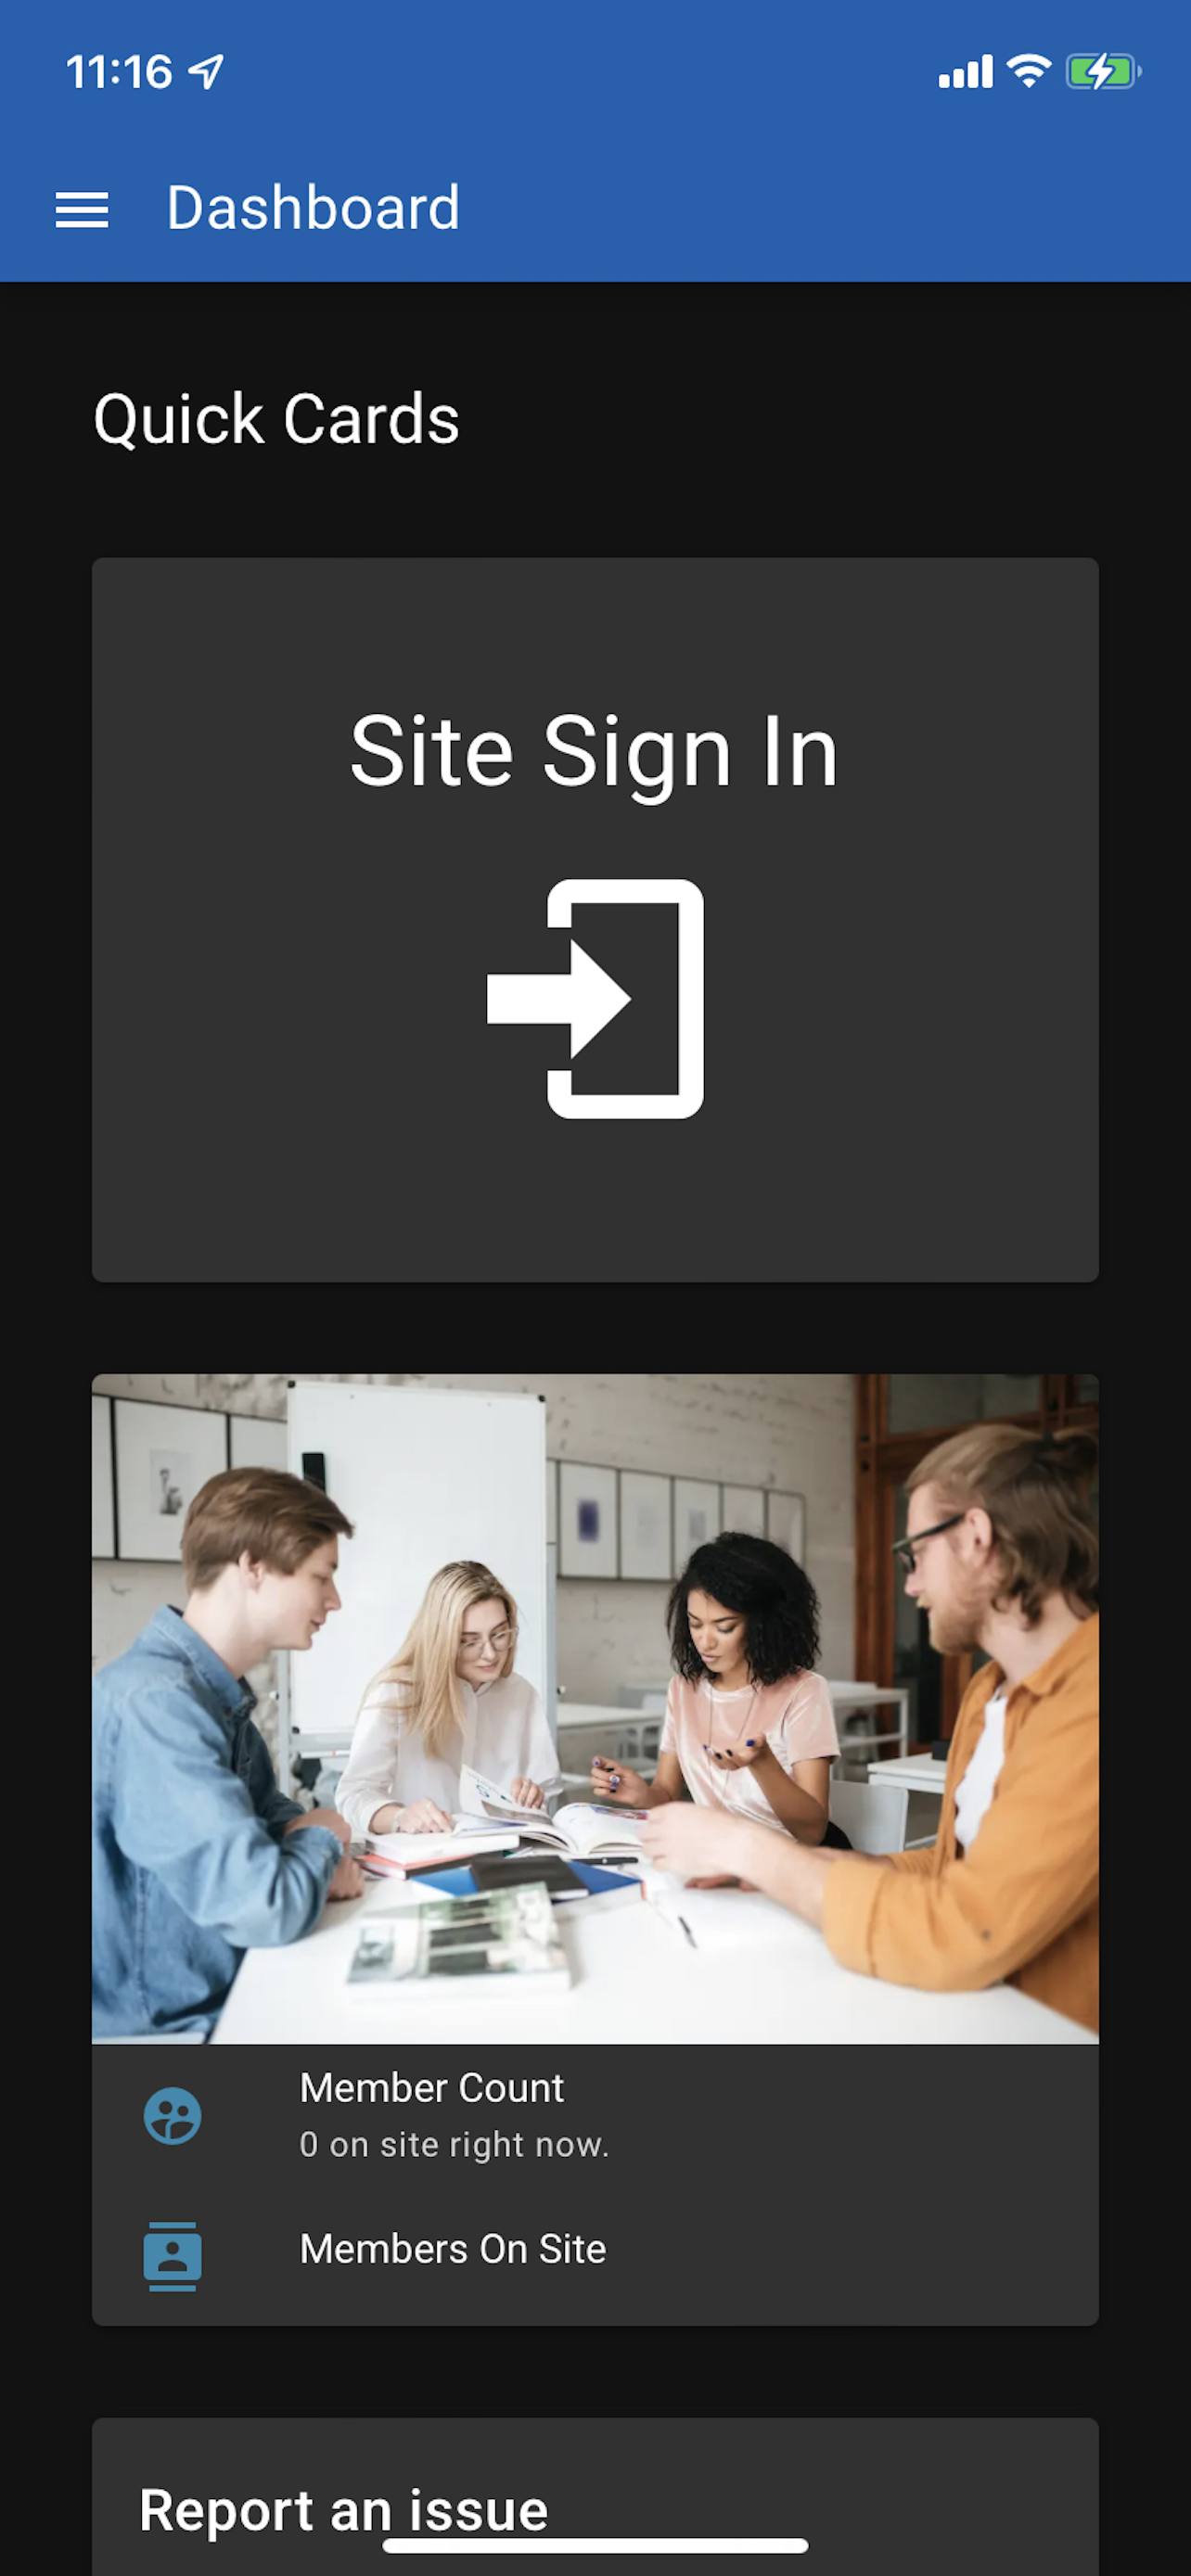 11:16
Dashboard
Quick Cards
Site Sign In
Member Count
0 on site right now.
Members On Site
Report an issue